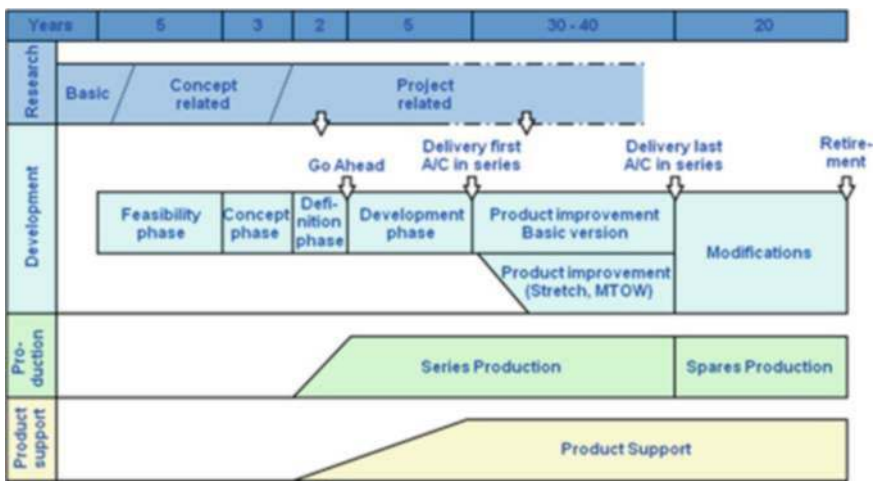 Years 5 3 2 5 30 - 40 20
Research
Basic
Concept
related
Project
related
Development
Go Ahead
Delivery first
A/C in series
Delivery last
A/C in series
Retire-
ment
Feasibility
phase
Concept
phase
Defi-
nition
phase
Development
phase
Product improvement
Basic version
Product improvement
(Stretch, MTOW)
Modifications
Pro-
duction
Series Production
Spares Production
Product
support
Product Support